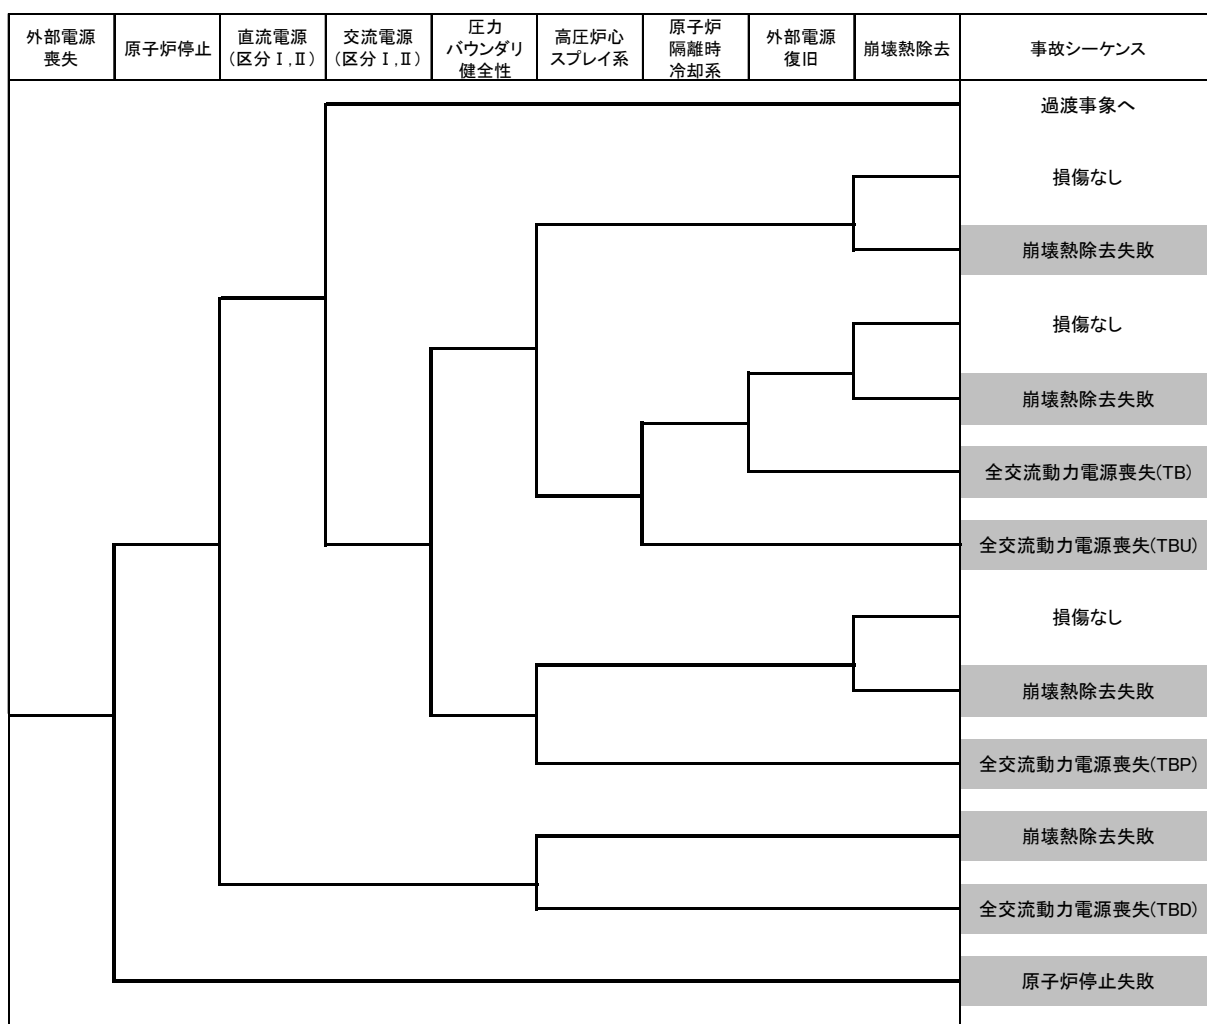 外部電源
喪失
原子炉停止
直流電源
(区分Ⅰ,Ⅱ)
交流電源
(区分Ⅰ,Ⅱ)
圧力
バウンダリ
健全性
高圧炉心
スプレイ系
原子炉
隔離時
冷却系
外部電源
復旧
崩壊熱除去
事故シーケンス
過渡事象へ
損傷なし
崩壊熱除去失敗
損傷なし
崩壊熱除去失敗
全交流動力電源喪失(TB)
全交流動力電源喪失(TBU)
損傷なし
崩壊熱除去失敗
全交流動力電源喪失(TBP)
崩壊熱除去失敗
全交流動力電源喪失(TBD)
原子炉停止失敗